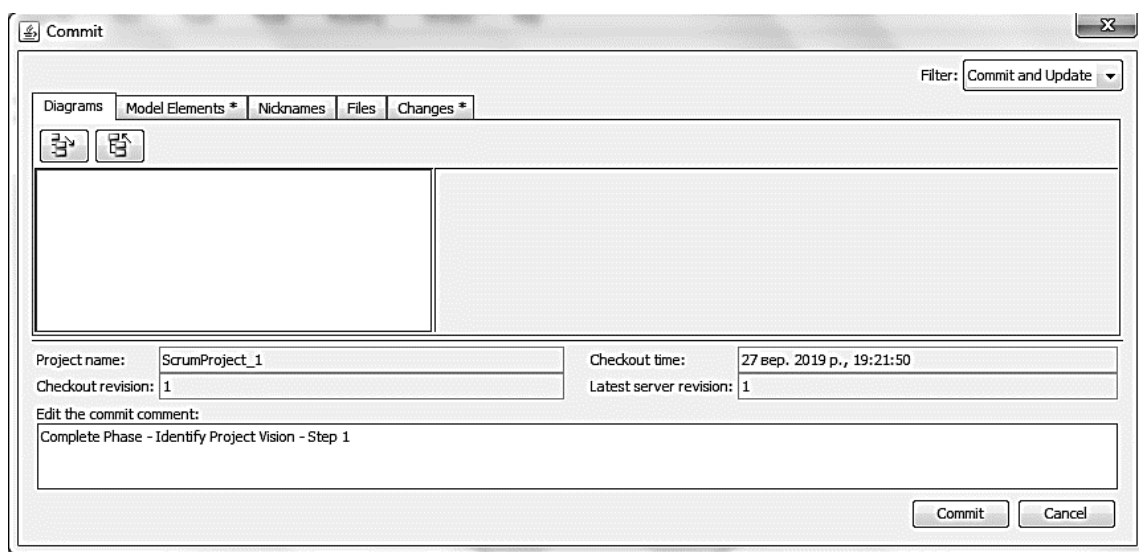 Commit
Filter: Commit and Update
Diagrams Model Elements * Nicknames Files Changes *
Project name: ScrumProject_1 Checkout time: 27 вер. 2019 р., 19:21:50
Checkout revision: 1 Latest server revision: 1
Edit the commit comment:
Complete Phase - Identify Project Vision - Step 1
Commit Cancel